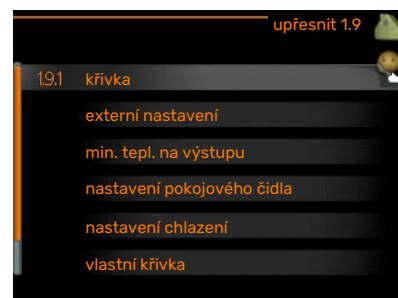 upřesnit 1.9
1.9.1 křivka
externí nastavení
min. tepl. na výstupu
nastavení pokojového čidla
nastavení chlazení
vlastní křivka